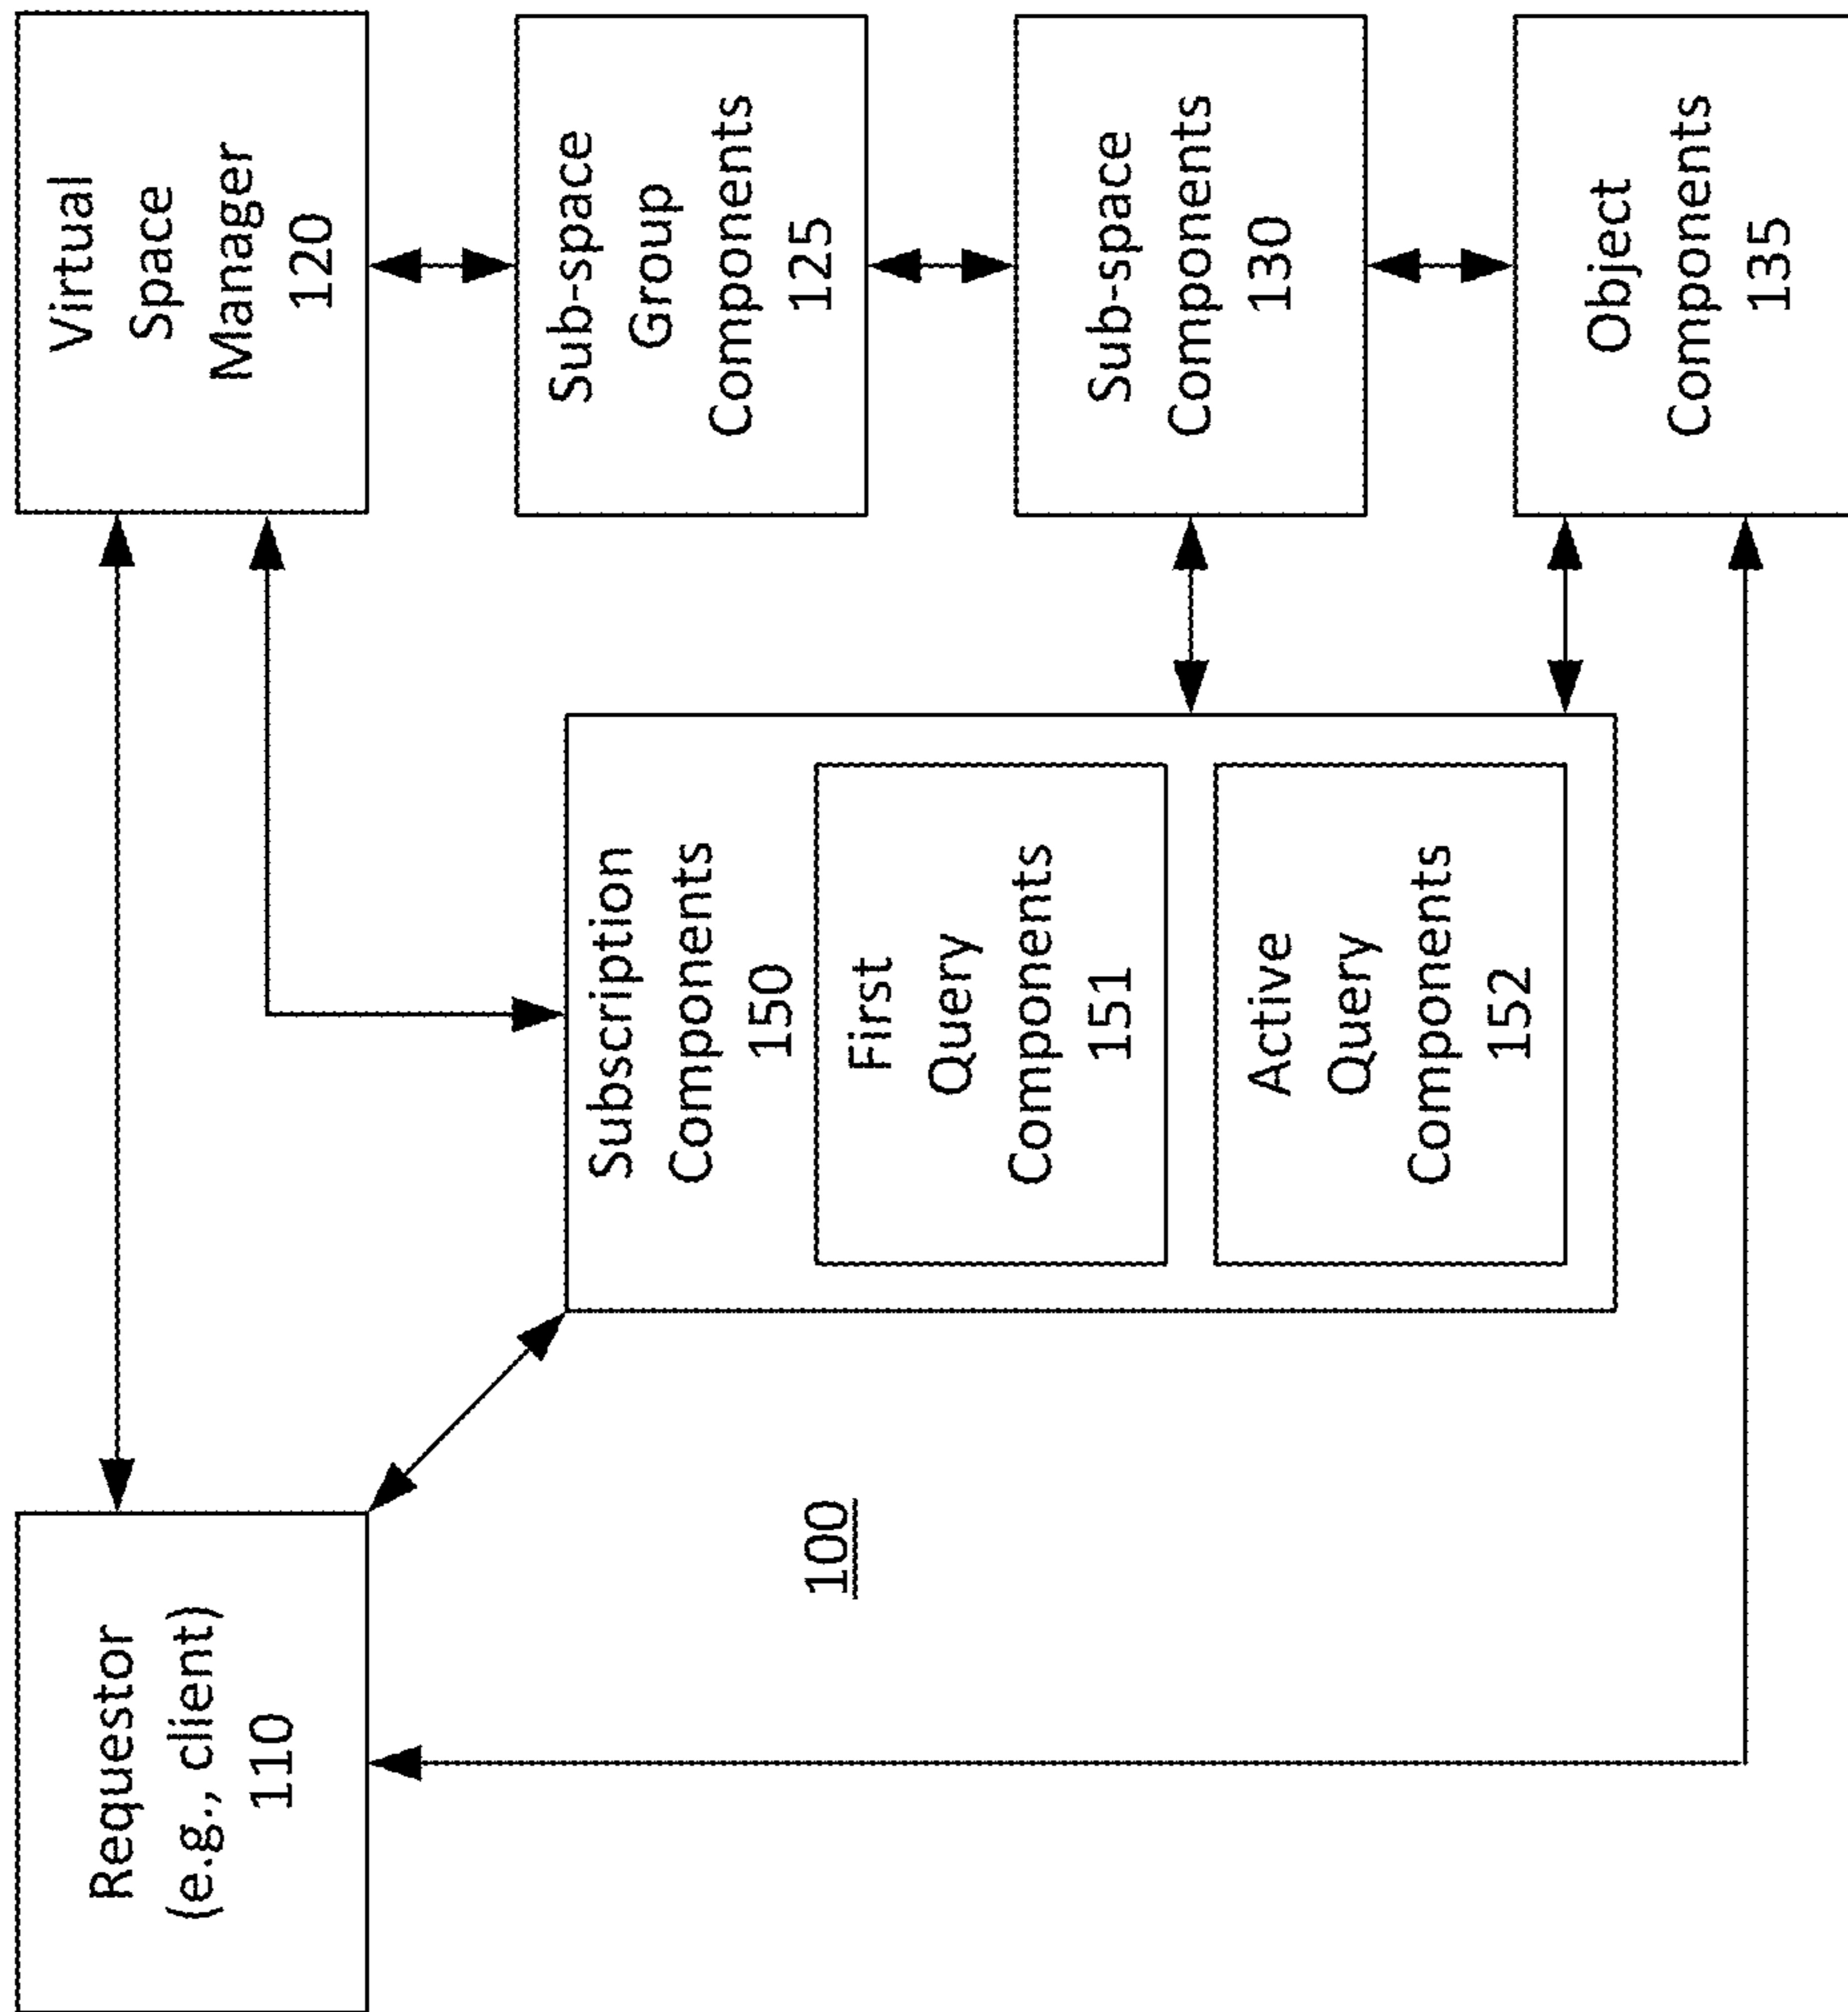 Requestor
(e.g., client)
110
Virtual
Space
Manager
120
Subscription
Components
150
First
Query
Components
151
Active
Query
Components
152
Sub-space
Group
Components
125
Sub-space
Components
130
Object
Components
135
100